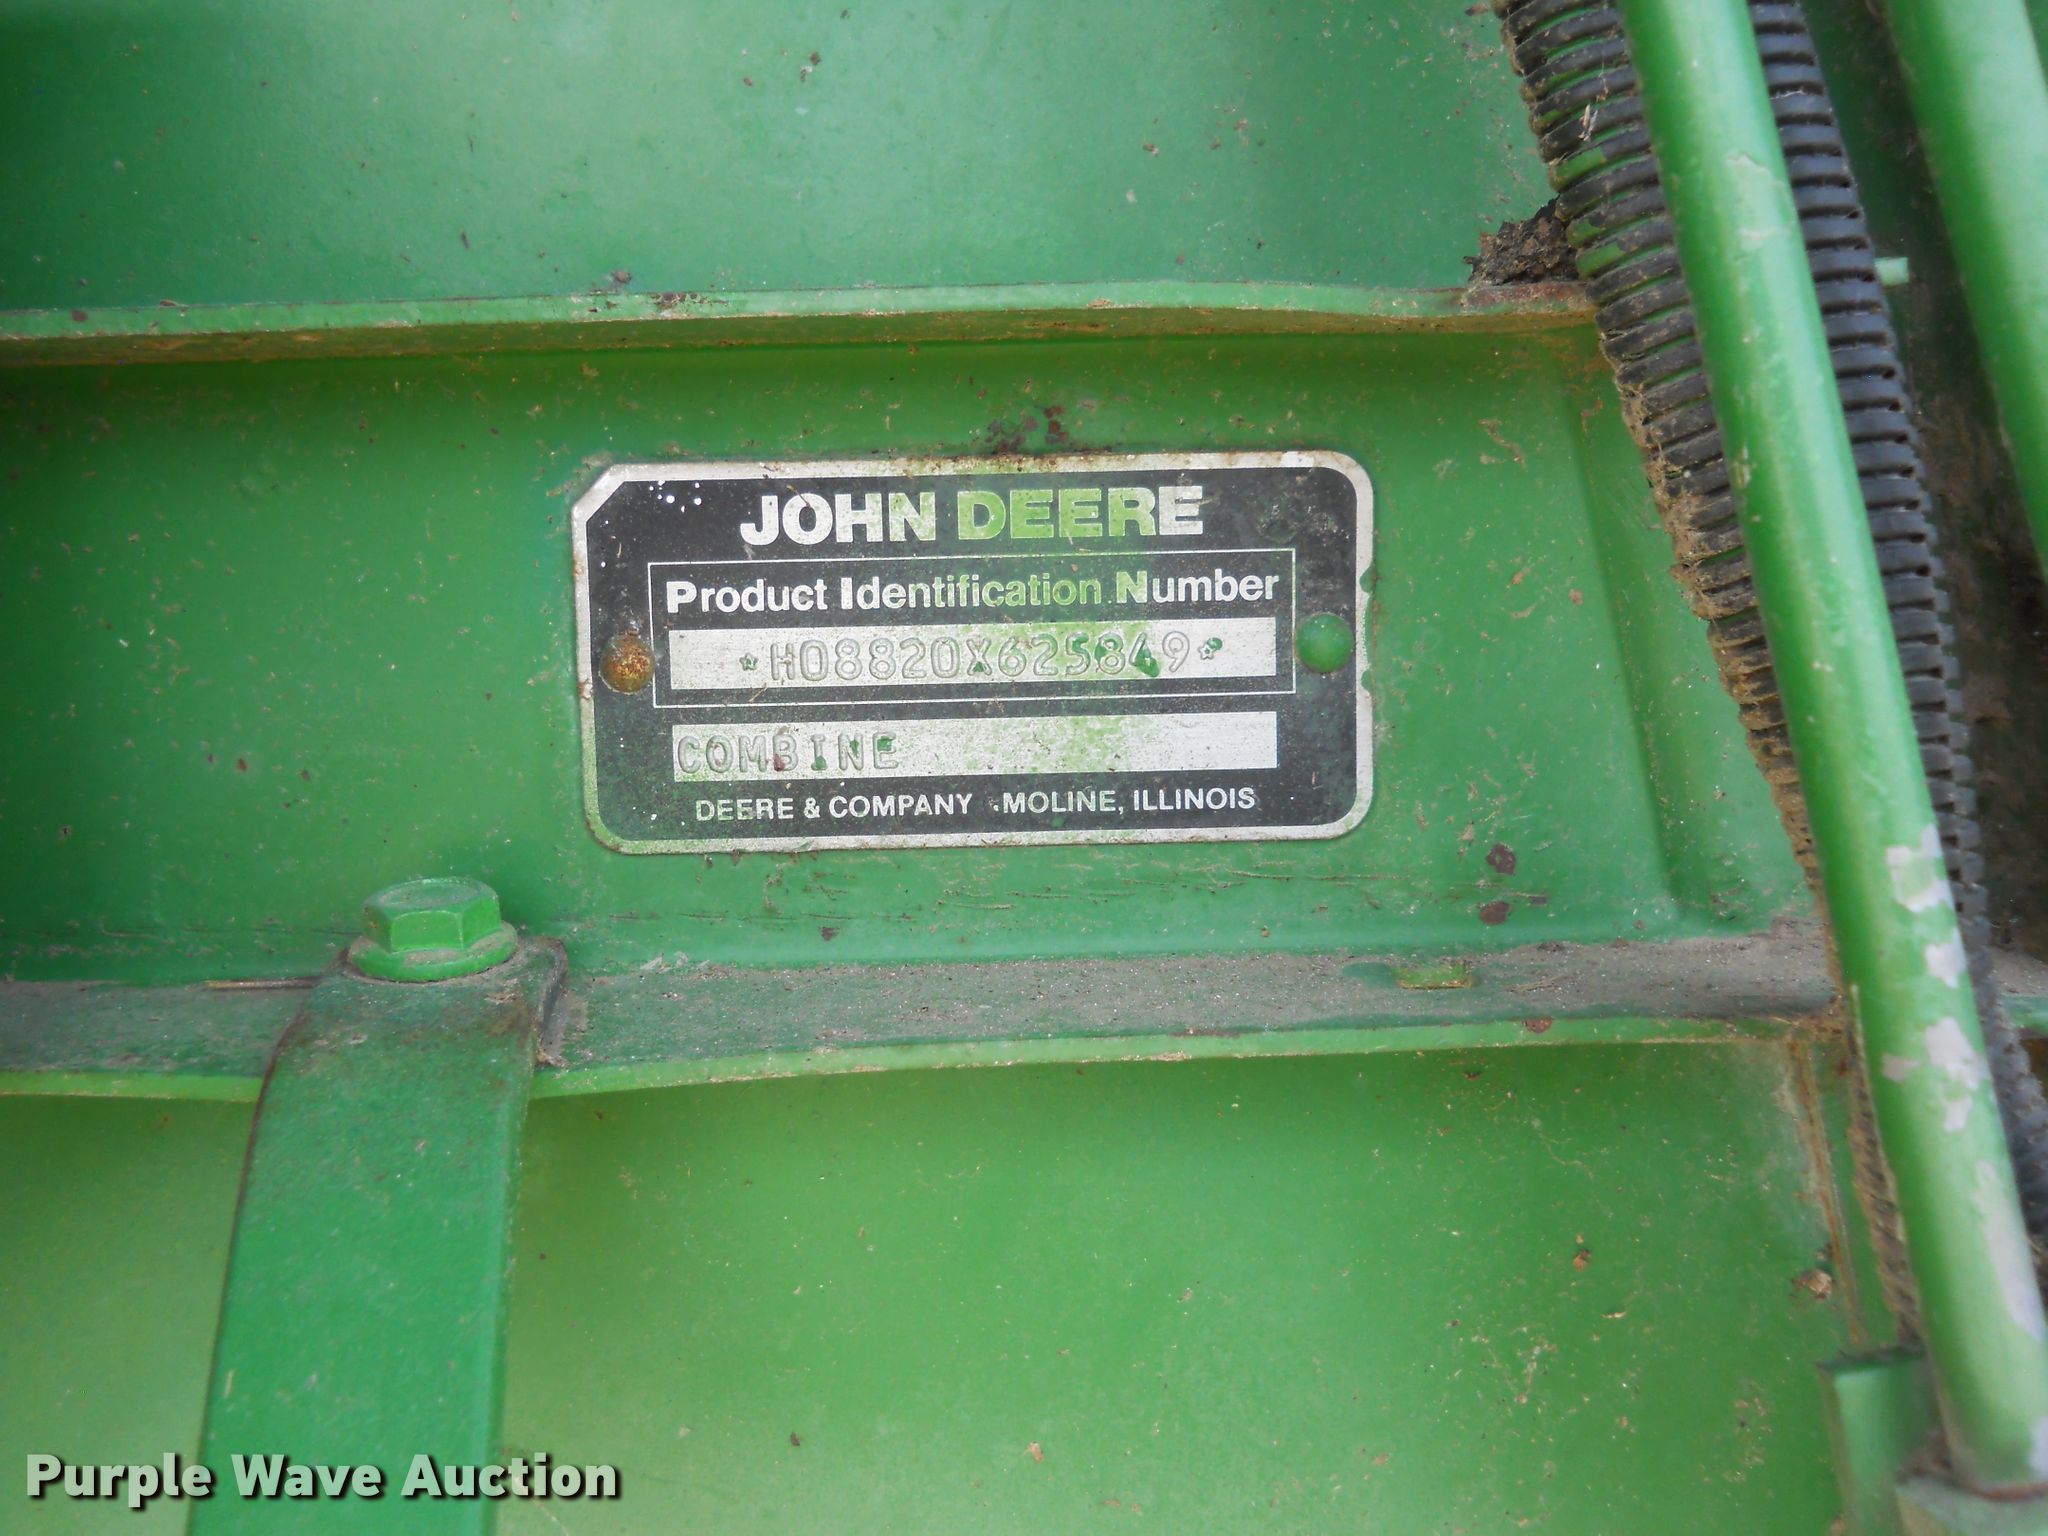 JOHN DEERE
Product Identification Number
*H08820X625849*
COMBINE
DEERE & COMPANY MOLINE, ILLINOIS
Purple Wave Auction